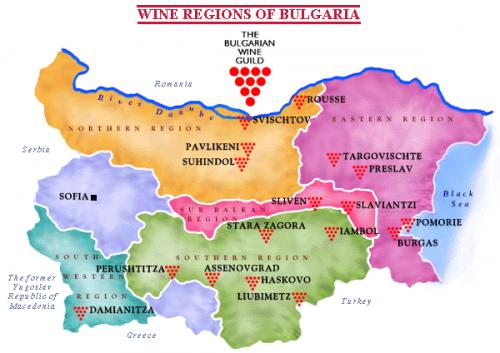 WINE REGIONS OF BULGARIA
THE
BULGARIAN
WINE
GUILD
Romania
River Danube
ROUSSE
SVISCHTOV
NORTHERN REGION
EASTERN REGION
PAVLIKENI
SUHINDOL
TARGOVISCHTE
PRESLAV
Serbia
SOFIA
Black
Sea
SLIVEN
SLAVIANTZI
SUB BALKAN
REGION
STARA ZAGORA
IAMBOL
POMORIE
BURGAS
SOUTH
WESTERN
REGION
SOUTHERN REGION
PERUSHTITZA
ASSENOVGRAD
HASKOVO
LIUBIMETZ
The former
Yugoslav
Republic of
Macedonia
DAMIANITZA
Turkey
Greece